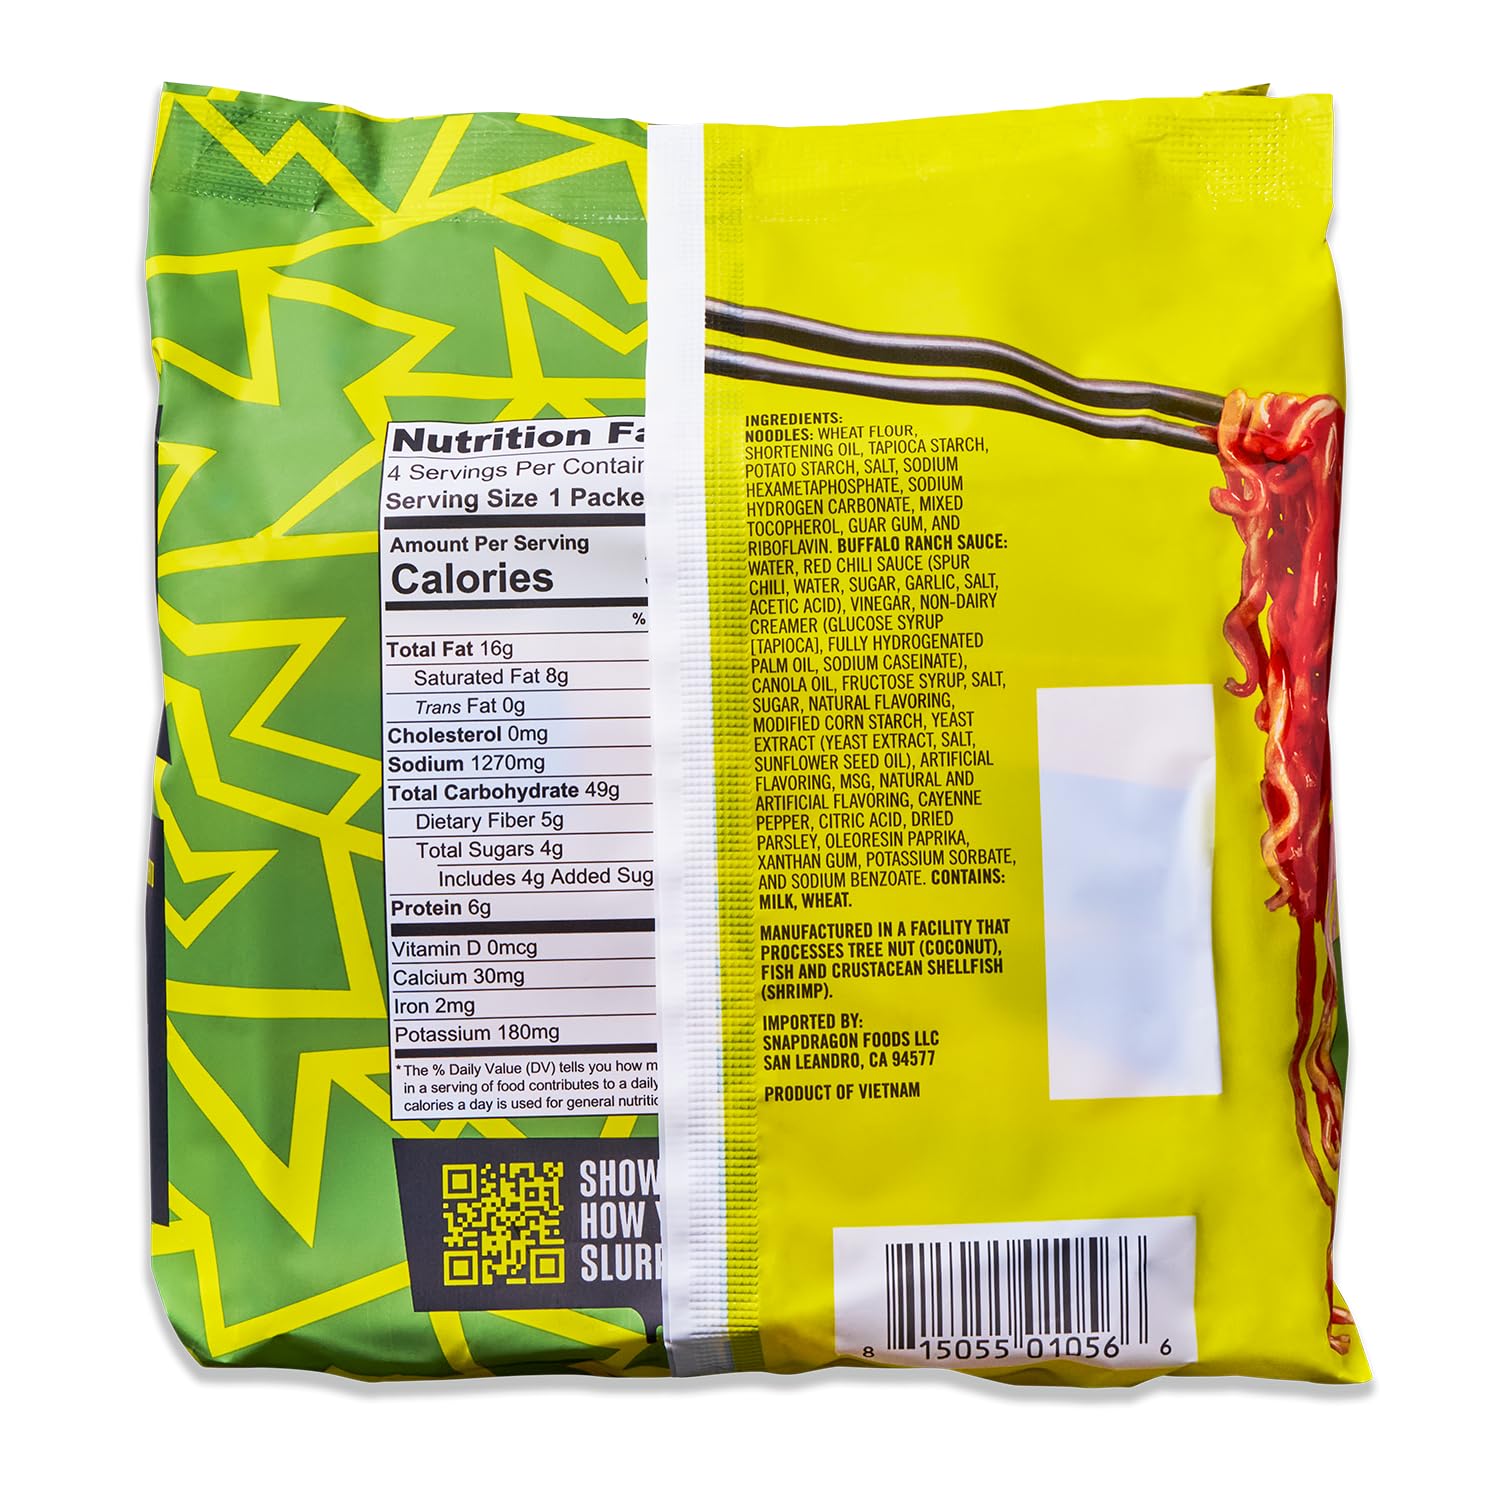 Nutrition
4 Servings Per
Serving Size 1
Amount Per Serving
Calories
%
Total Fat 16g
Saturated Fat 8g
Trans Fat 0g
Cholesterol 0mg
Sodium 1270mg
Total Carbohydrate 49g
Dietary Fiber 5g
Total Sugars 4g
Includes 4g Added
Protein 6g
Vitamin D 0mcg
Calcium 30mg
Iron 2mg
Potassium 180mg
* The % Daily Value (DV) tells you how
in a serving of food contributes to a daily
calories a day is used for general
SHOW
HOW
INGREDIENTS:
NOODLES: WHEAT FLOUR,
SHORTENING OIL, TAPIOCA STARCH,
POTATO STARCH, SALT, SODIUM
HEXAMETAPHOSPHATE, SODIUM
HYDROGEN CARBONATE, MIXED
TOCOPHEROL, GUAR GUM, AND
RIBOFLAVIN. BUFFALO RANCH SAUCE:
WATER, RED CHILI SAUCE (SPUR
CHILI, WATER, SUGAR, GARLIC, SALT,
ACETIC ACID), VINEGAR, NON-DAIRY
CREAMER (GLUCOSE SYRUP
[TAPIOCA], FULLY HYDROGENATED
PALM OIL, SODIUM CASEINATE),
CANOLA OIL, FRUCTOSE SYRUP, SALT,
SUGAR, NATURAL FLAVORING,
MODIFIED CORN STARCH, YEAST
EXTRACT (YEAST EXTRACT, SALT,
SUNFLOWER SEED OIL), ARTIFICIAL
FLAVORING, MSG, NATURAL AND
ARTIFICIAL FLAVORING, CAYENNE
PEPPER, CITRIC ACID, DRIED
PARSLEY, OLEORESIN PAPRIKA,
XANTHAN GUM, POTASSIUM SORBATE,
AND SODIUM BENZOATE. CONTAINS:
MILK, WHEAT.
MANUFACTURED IN A FACILITY THAT
PROCESSES TREE NUT (COCONUT),
FISH AND CRUSTACEAN SHELLFISH
(SHRIMP).
IMPORTED BY:
SNAPDRAGON FOODS LLC
SAN LEANDRO, CA 94577
PRODUCT OF VIETNAM
8 15055 01056 6